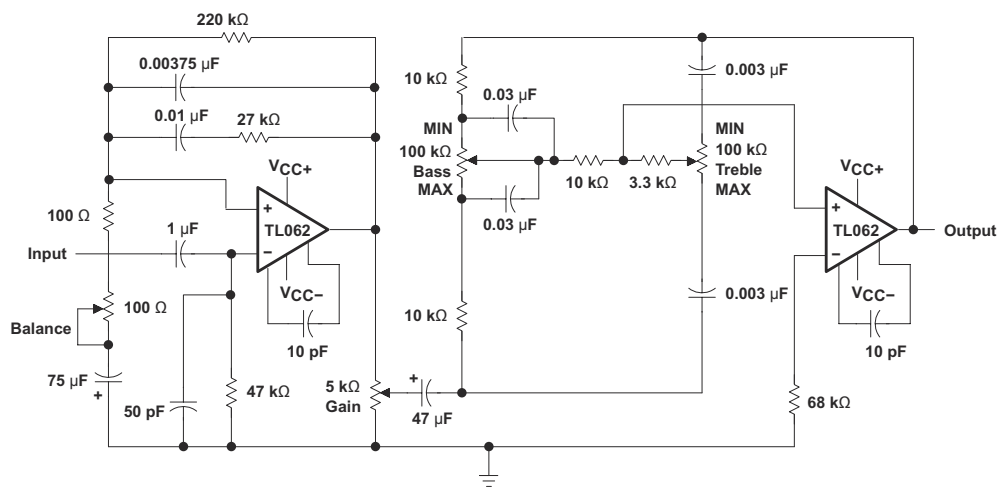 220 kΩ
0.00375 µF
0.01 µF
27 kΩ
VCC+
100 Ω
+
TL062
−
1 µF
Input
VCC−
100 Ω
Balance
10 pF
75 µF
+
50 pF
47 kΩ
5 kΩ
Gain
+
47 µF
10 kΩ
0.03 µF
MIN
100 kΩ
Bass
MAX
0.03 µF
10 kΩ
10 kΩ
3.3 kΩ
0.003 µF
MIN
100 kΩ
Treble
MAX
0.003 µF
VCC+
+
TL062
−
Output
VCC−
10 pF
68 kΩ